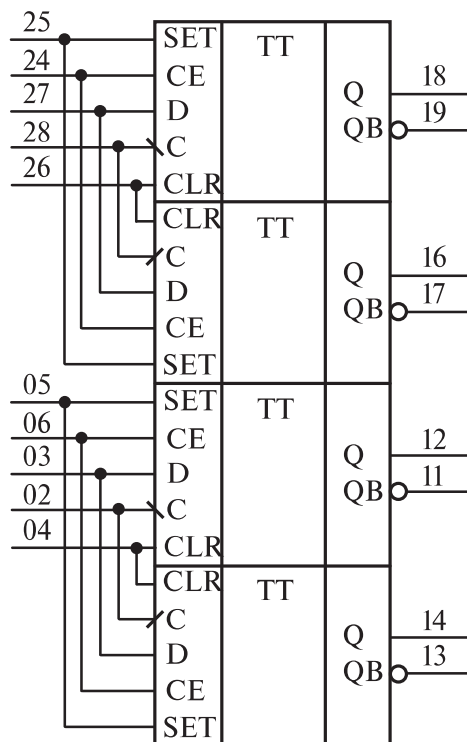 25 SET TT
24 CE Q 18
27 D QB 19
28 C
26 CLR
CLR TT
C Q 16
D QB 17
CE
SET
05 SET TT
06 CE Q 12
03 D QB 11
02 C
04 CLR
CLR TT
C Q 14
D QB 13
CE
SET